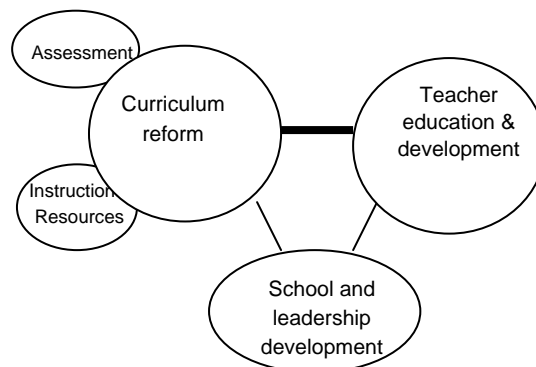 Assessment
Curriculum
reform
Instruction
Resources
Teacher
education &
development
School and
leadership
development